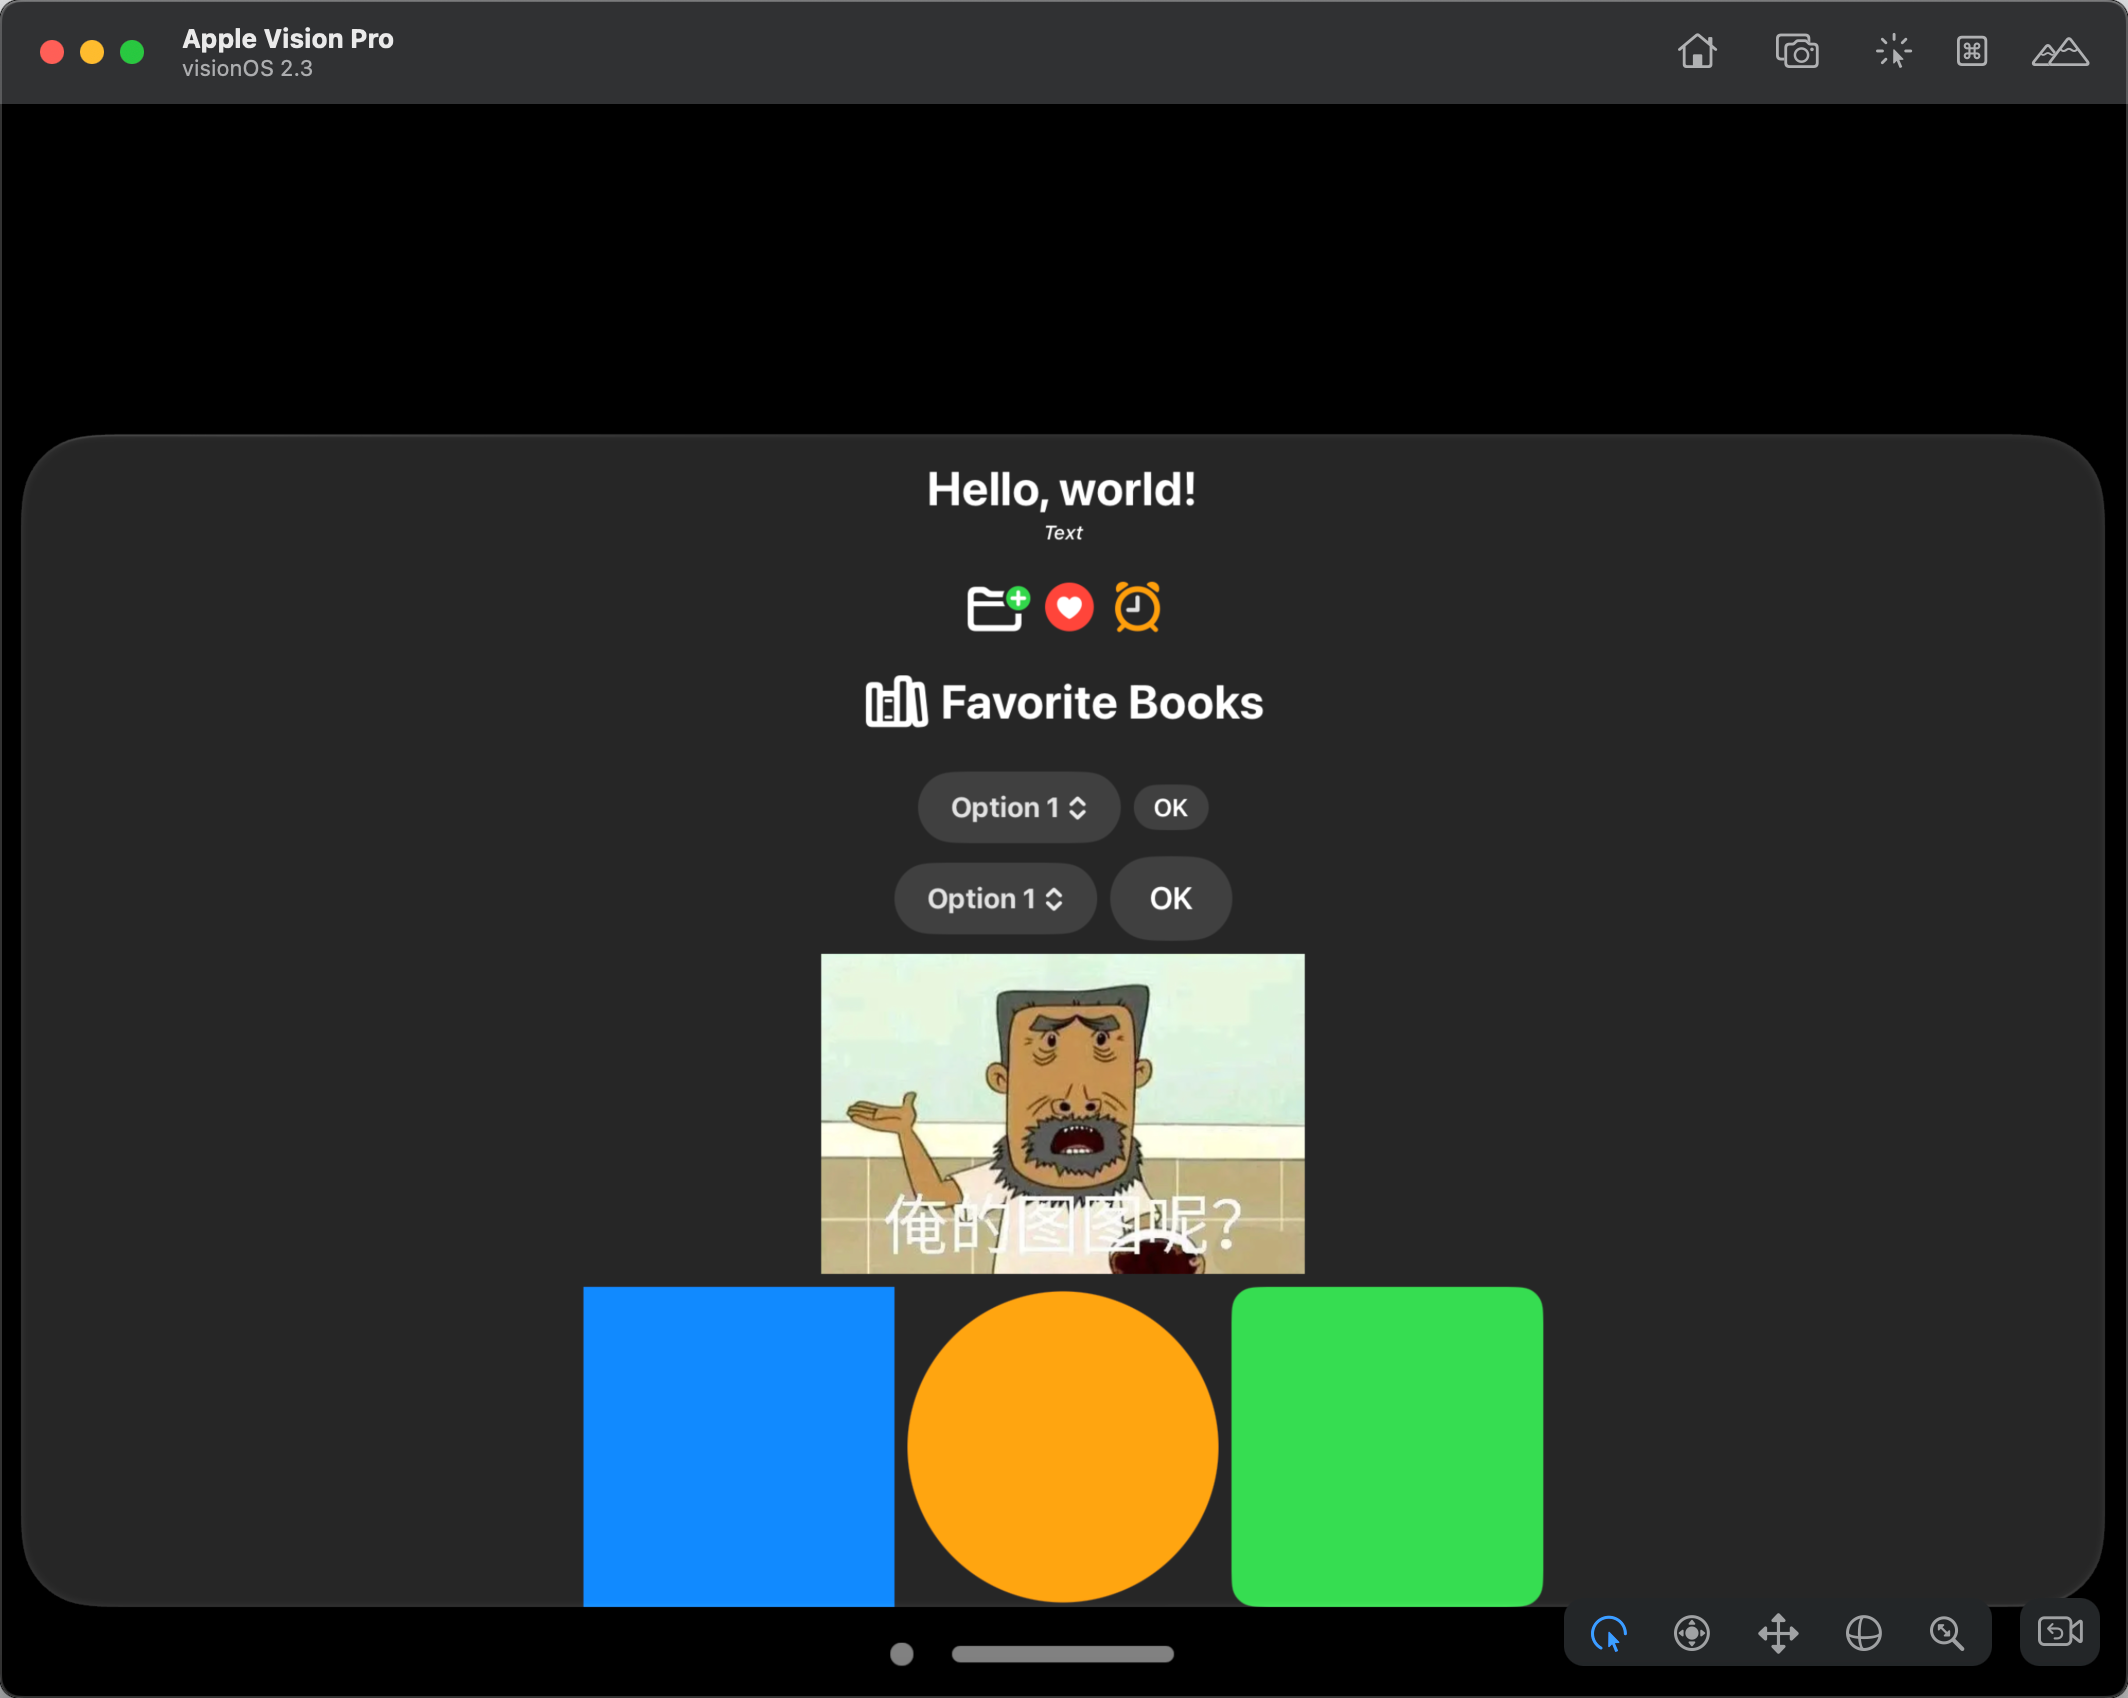 Apple Vision Pro
visionOS 2.3
Hello, world!
Text
Favorite Books
Option 1
OK
Option 1
OK
俺的图图呢？